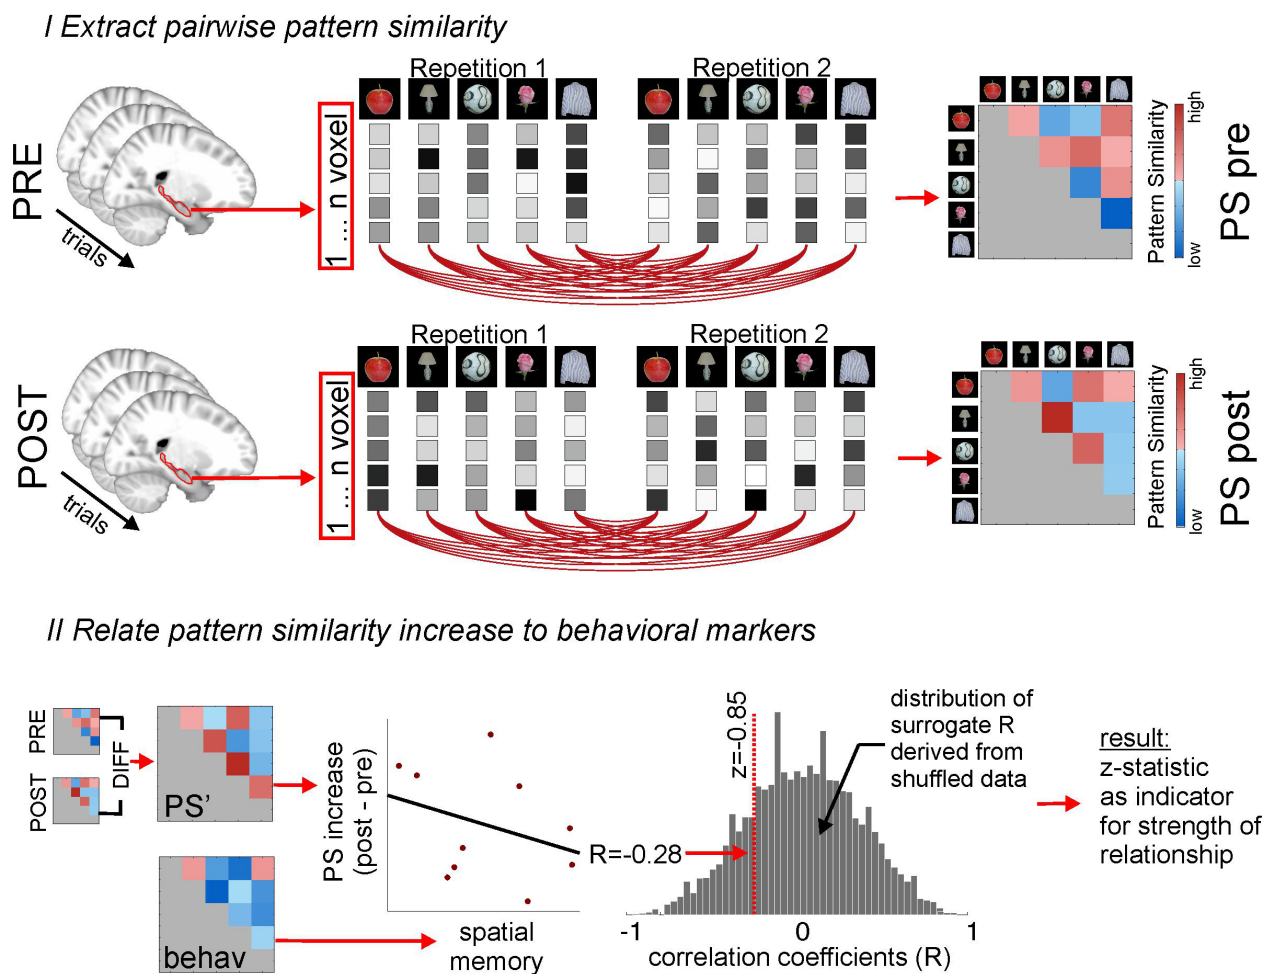 I Extract pairwise pattern similarity
PRE
trials
1 ... n voxel
Repetition 1
Repetition 2
Pattern Similarity
high
low
PS pre
POST
trials
1 ... n voxel
Repetition 1
Repetition 2
Pattern Similarity
high
low
PS post
II Relate pattern similarity increase to behavioral markers
PRE
POST
DIFF
PS'
behav
PS increase
(post - pre)
spatial
memory
R=-0.28
z=-0.85
distribution of
surrogate R
derived from
shuffled data
-1
0
1
correlation coefficients (R)
result:
z-statistic
as indicator
for strength of
relationship